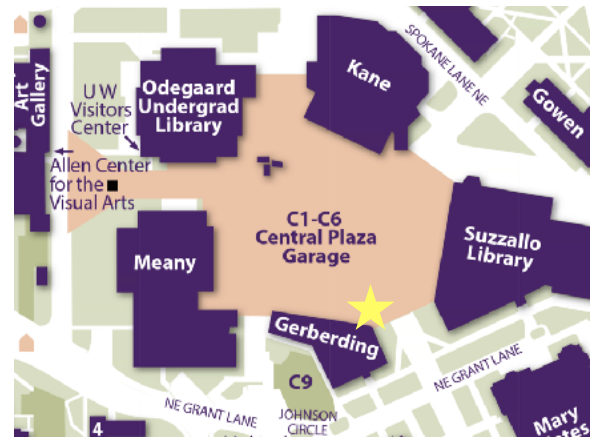 Art
Gallery
UW
Visitors
Center
Odegaard
Undergrad
Library
Kane
SPOKANE LANE NE
Gowen
Allen Center
for the
Visual Arts
C1-C6
Central Plaza
Garage
Suzzallo
Library
Meany
Gerberding
NE GRANT LANE
C9
NE GRANT LANE
JOHNSON
CIRCLE
4
Mary